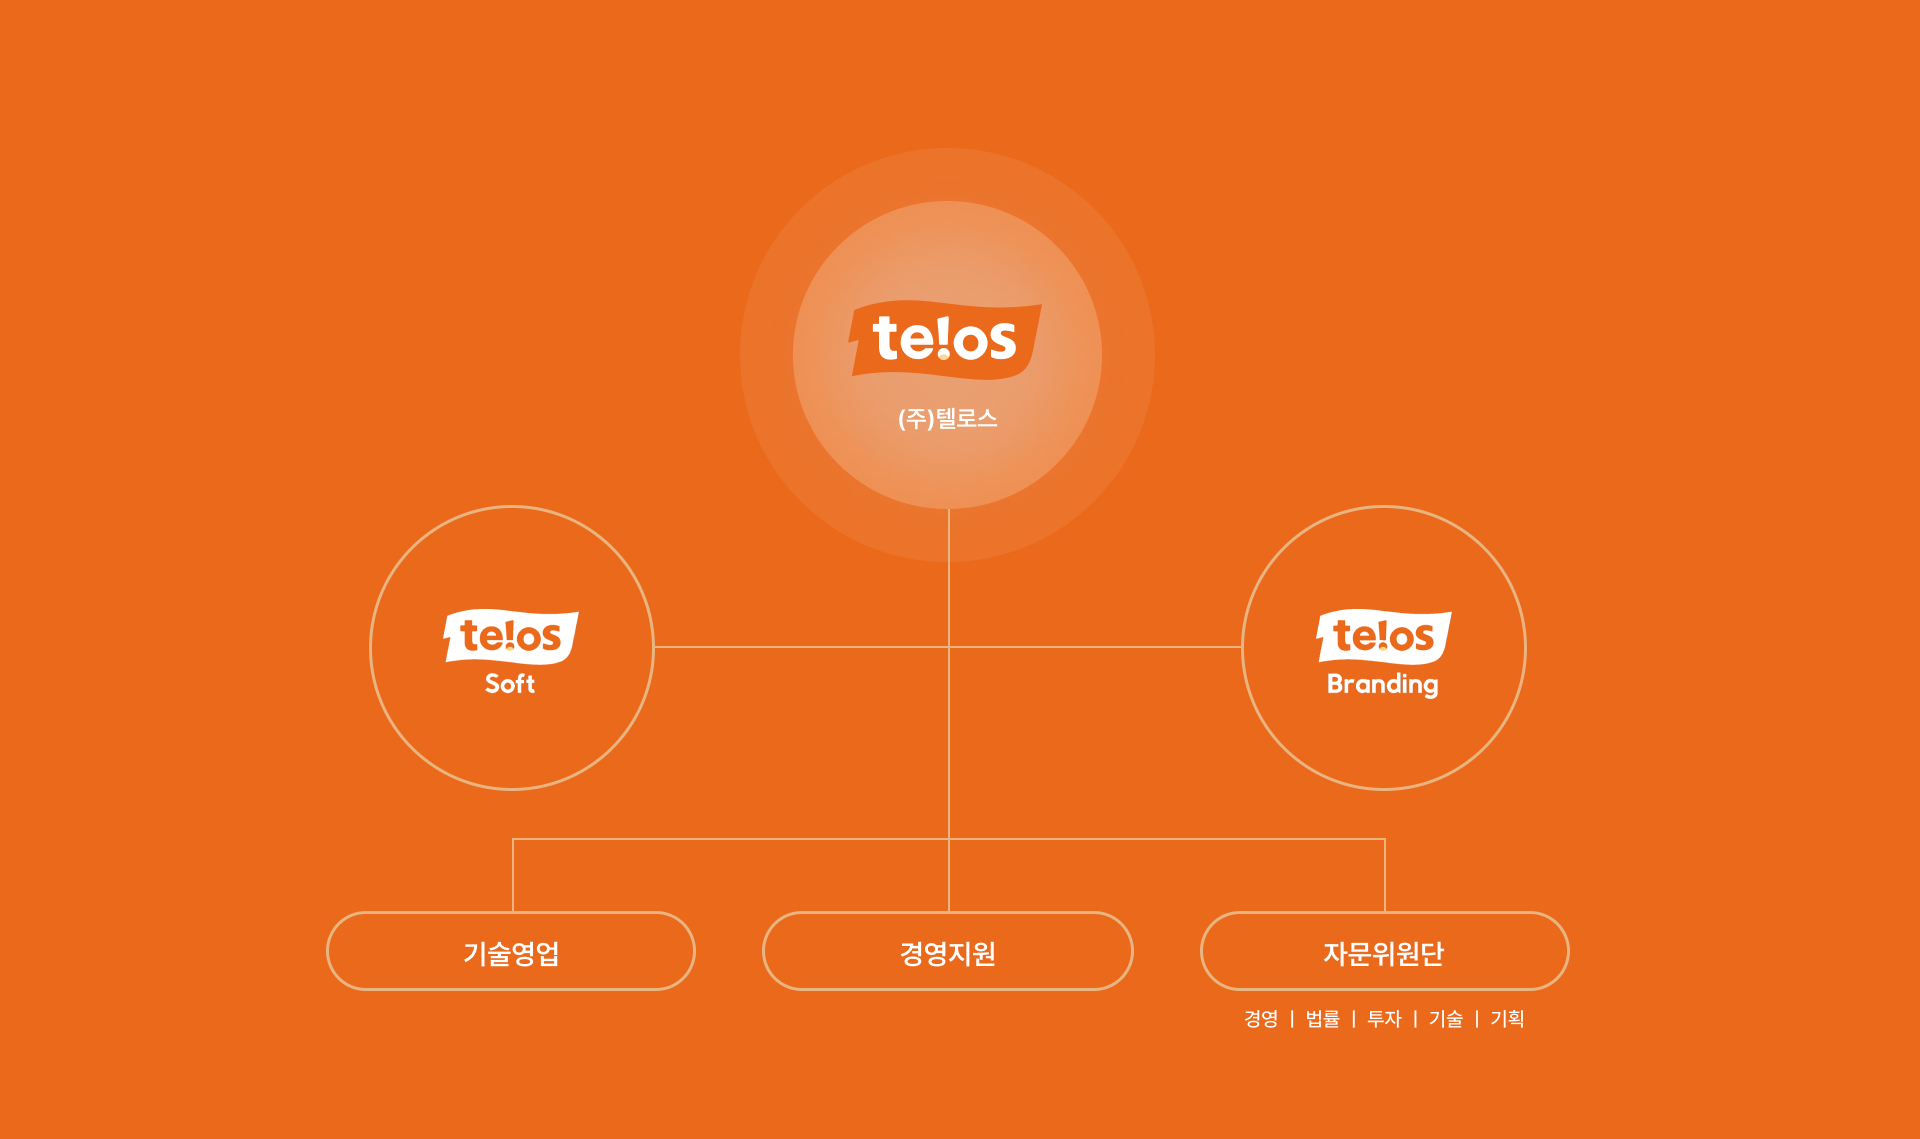 te!os
(주)텔로스
te!os
Soft
te!os
Branding
기술영업
경영지원
자문위원단
경영 | 법률 | 투자 | 기술 | 기획